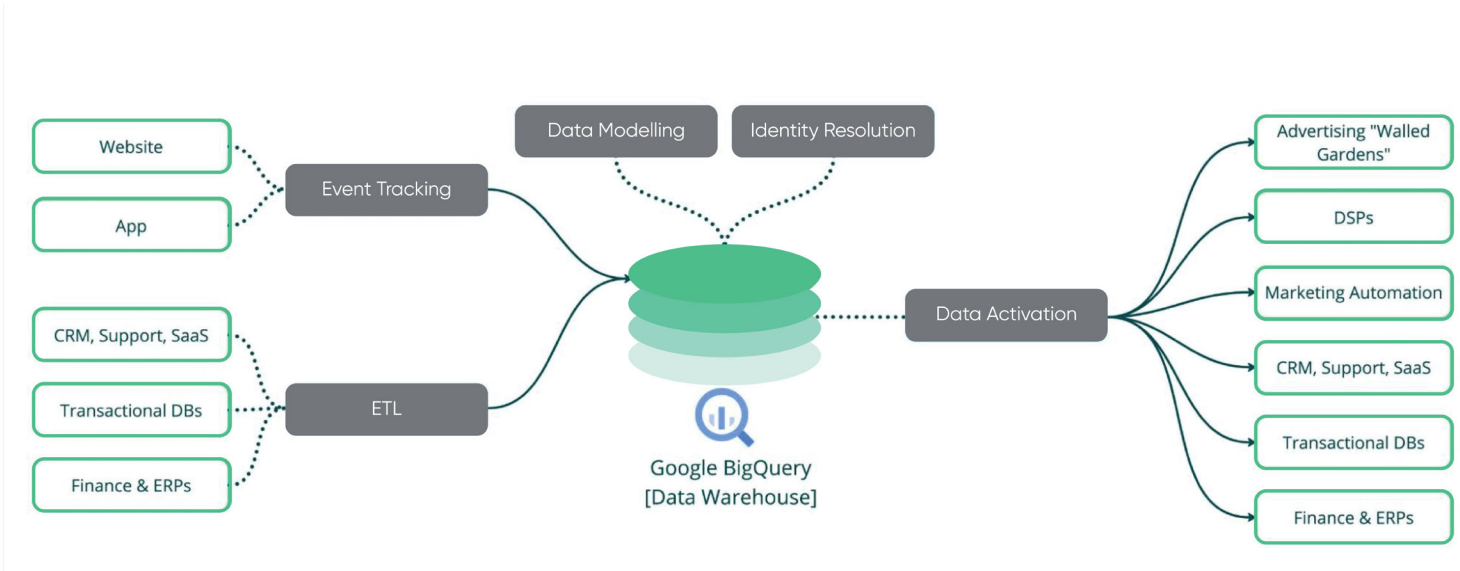 Website
App
Event Tracking
CRM, Support, SaaS
Transactional DBs
Finance & ERPs
ETL
Data Modelling
Identity Resolution
Google BigQuery
[Data Warehouse]
Data Activation
Advertising "Walled
Gardens"
DSPs
Marketing Automation
CRM, Support, SaaS
Transactional DBs
Finance & ERPs